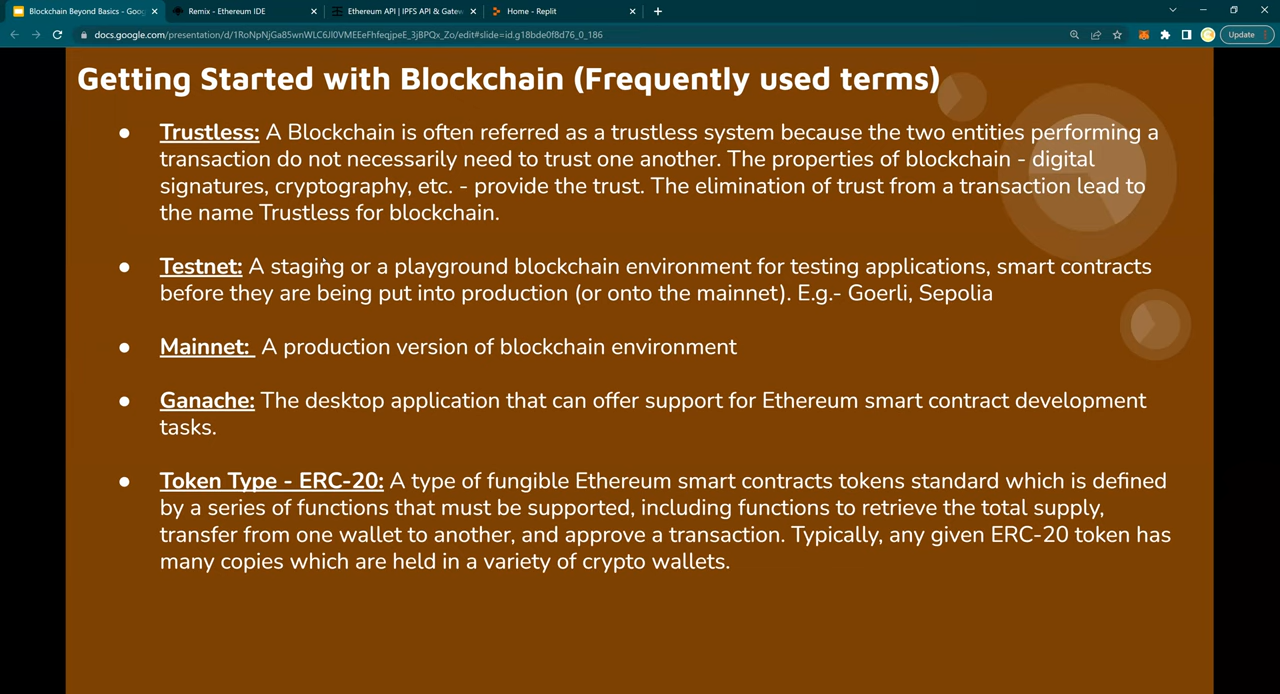 Blockchain Beyond Basics - Goog
Remix - Ethereum IDE
Ethereum API | IPFS API & Gatew
Home - Replit
docs.google.com/presentation/d/1RoNpNjGa85wnWLC6JI0VMEEeFhfeqjpeE_3jBPQx_Zo/edit#slide=id.g18bde0f8d76_0_186
Update
Getting Started with Blockchain (Frequently used terms)
● Trustless: A Blockchain is often referred as a trustless system because the two entities performing a
transaction do not necessarily need to trust one another. The properties of blockchain - digital
signatures, cryptography, etc. - provide the trust. The elimination of trust from a transaction lead to
the name Trustless for blockchain.
● Testnet: A staging or a playground blockchain environment for testing applications, smart contracts
before they are being put into production (or onto the mainnet). E.g.- Goerli, Sepolia
● Mainnet: A production version of blockchain environment
● Ganache: The desktop application that can offer support for Ethereum smart contract development
tasks.
● Token Type - ERC-20: A type of fungible Ethereum smart contracts tokens standard which is defined
by a series of functions that must be supported, including functions to retrieve the total supply,
transfer from one wallet to another, and approve a transaction. Typically, any given ERC-20 token has
many copies which are held in a variety of crypto wallets.